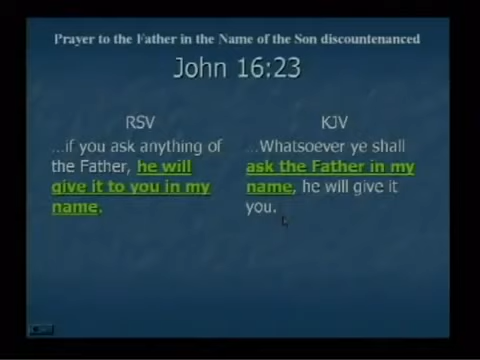 Prayer to the Father in the Name of the Son discountenanced
John 16:23
RSV
...if you ask anything of
the Father, he will
give it to you in my
name.
KJV
...Whatsoever ye shall
ask the Father in my
name, he will give it
you.